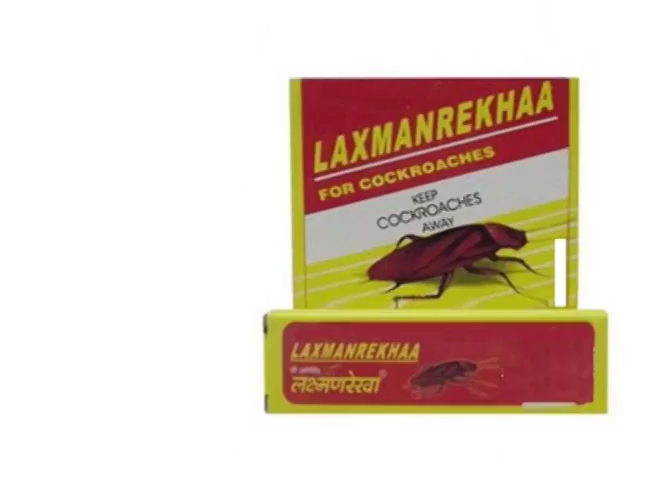 LAXMANREKHAA
FOR COCKROACHES
KEEP
COCKROACHES
AWAY
LAXMANREKHAA
लक्ष्मणरेखा®